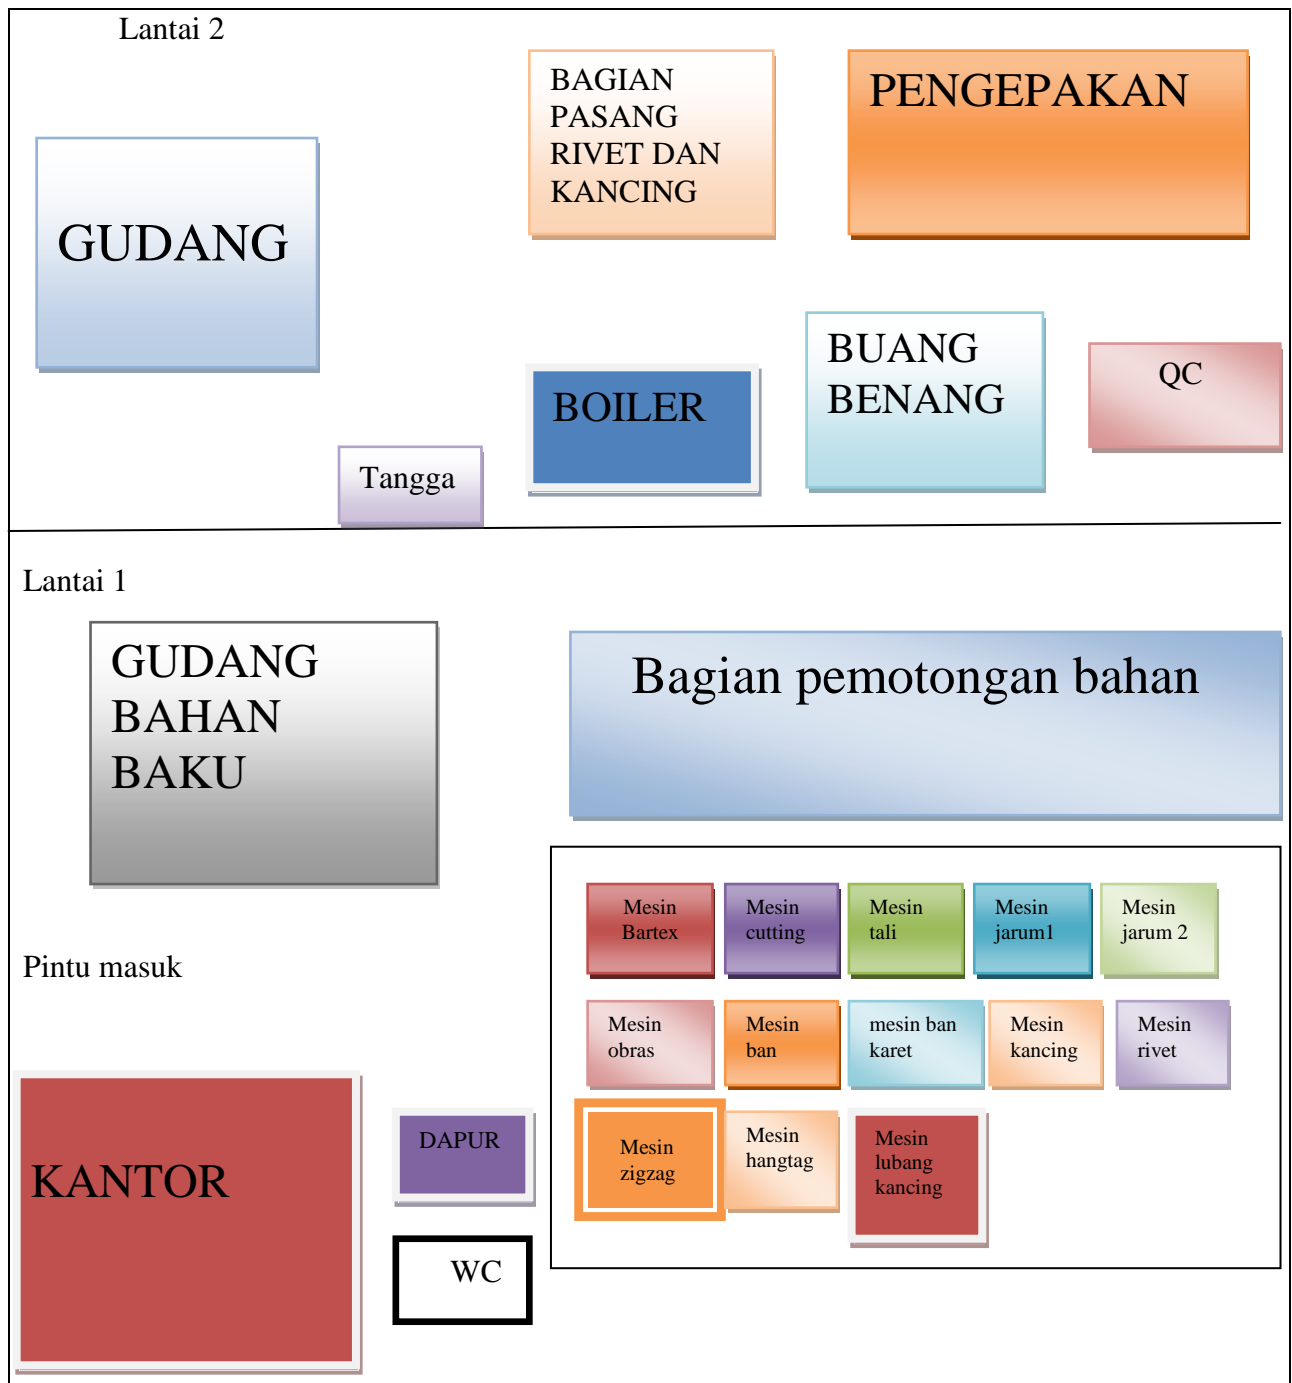 Lantai 2
BAGIAN
PASANG
RIVET DAN
KANCING
PENGEPAKAN
GUDANG
BUANG
BENANG
QC
BOILER
Tangga
Lantai 1
GUDANG
BAHAN
BAKU
Bagian pemotongan bahan
Mesin
Bartex
Mesin
cutting
Mesin
tali
Mesin
jarum1
Mesin
jarum 2
Pintu masuk
Mesin
obras
Mesin
ban
mesin ban
karet
Mesin
kancing
Mesin
rivet
KANTOR
DAPUR
Mesin
zigzag
Mesin
hangtag
Mesin
lubang
kancing
WC